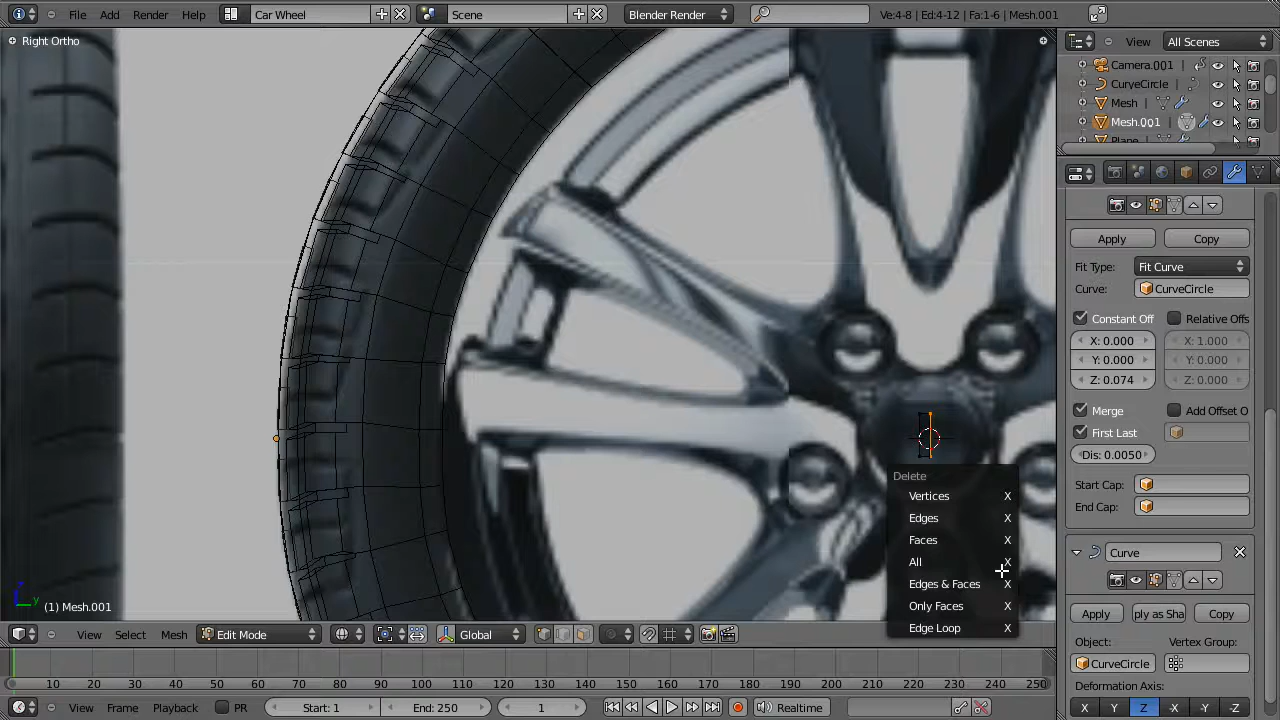 File Add Render Help Car Wheel Scene Blender Render Ve:4-8 | Ed:4-12 | Fa:1-6 | Mesh.001
Right Ortho
View All Scenes
Camera.001
CurveCircle
Mesh
Mesh.001
Plane
Apply Copy
Fit Type: Fit Curve
Curve: CurveCircle
Constant Off Relative Offs
X: 0.000 X: 1.000
Y: 0.000 Y: 0.000
Z: 0.074 Z: 0.000
Merge Add Offset O
First Last
Dis: 0.0050
Start Cap:
End Cap:
Curve
Apply ply as Sha Copy
Object: Vertex Group:
CurveCircle
Deformation Axis:
X Y Z -X -Y -Z
Delete
Vertices X
Edges X
Faces X
All X
Edges & Faces X
Only Faces X
Edge Loop X
z y (1) Mesh.001
View Select Mesh Edit Mode Global
10 20 30 40 50 60 70 80 90 100 110 120 130 140 150 160 170 180 190 200 210 220 230 240 250
View Frame Playback PR Start: 1 End: 250 1 Realtime